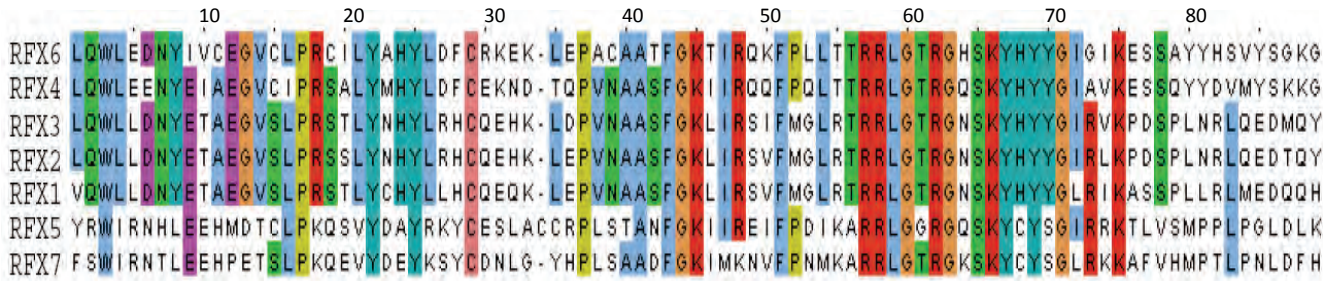 10 20 30 40 50 60 70 80
RFX6 LQWLEDNYIVCEGVCLPRCILYAHYLDFCRKEK-LEPACAATFGKTIRQKFPLLTTRRLGTRGHSKYHYYGIGIKESSAYYHSVYSGKG
RFX4 LQWLEENYEIAEGVCIPRSALYMHYLDFCEKND-TQPVNAASFGKIIRQQFPQLTTRRLGTRGQSKYHYYGIAVKESSQYYDVMYSKKG
RFX3 LQWLLDNYETAEGVSLPRSTLYNHYLRHCQEHK-LDPVNAASFGKLIRSIFMGLRTRRLGTRGNSKYHYYGIRVKPDSPLNRLQEDMQY
RFX2 LQWLLDNYETAEGVSLPRSSLYNHYLRHCQEHK-LEPVNAASFGKLIRSVFMGLRTRRLGTRGNSKYHYYGIRLKPDSPLNRLQEDTQY
RFX1 VQWLLDNYETAEGVSLPRSTLYCHYLLHCQEQK-LEPVNAASFGKLIRSVFMGLRTRRLGTRGNSKYHYYGLRIKASSPLLRLMEDQQH
RFX5 YRWIRNHLEEHMDTCLPKQSVYDAYRKYCESLACCRPLSTANFGKIIREIFPDIKARRLGGRGQSKYCYSGIRRKTLVSMPPLPGLDLK
RFX7 FSWIRNTLEEHPETSLPKQEVYDEYKSYCDNLG-YHPLSAADFGKIMKNVFPNMKARRLGTRGKSKYCYSGLRKKAFVHMPTLPNLDFH